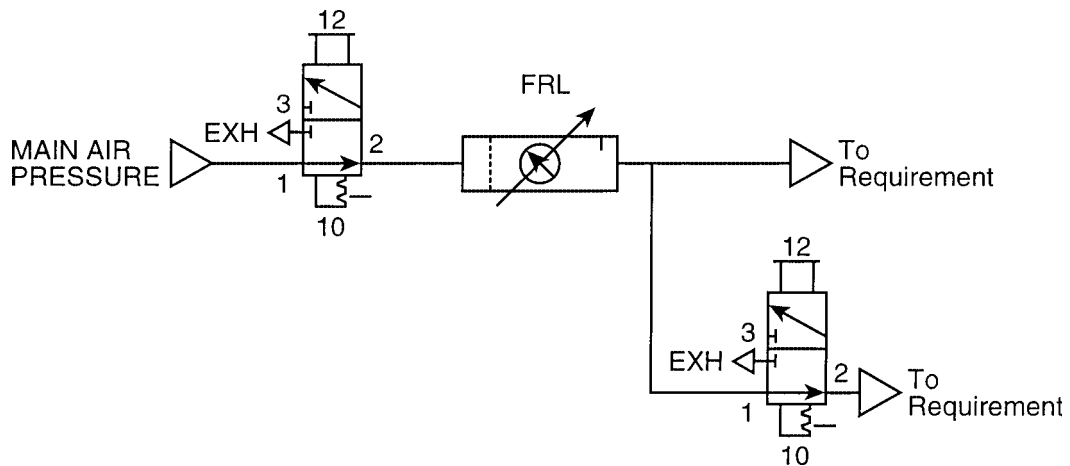 12
FRL
3
EXH
2
MAIN AIR
PRESSURE
1
10
To
Requirement
12
3
EXH
2
1
10
To
Requirement